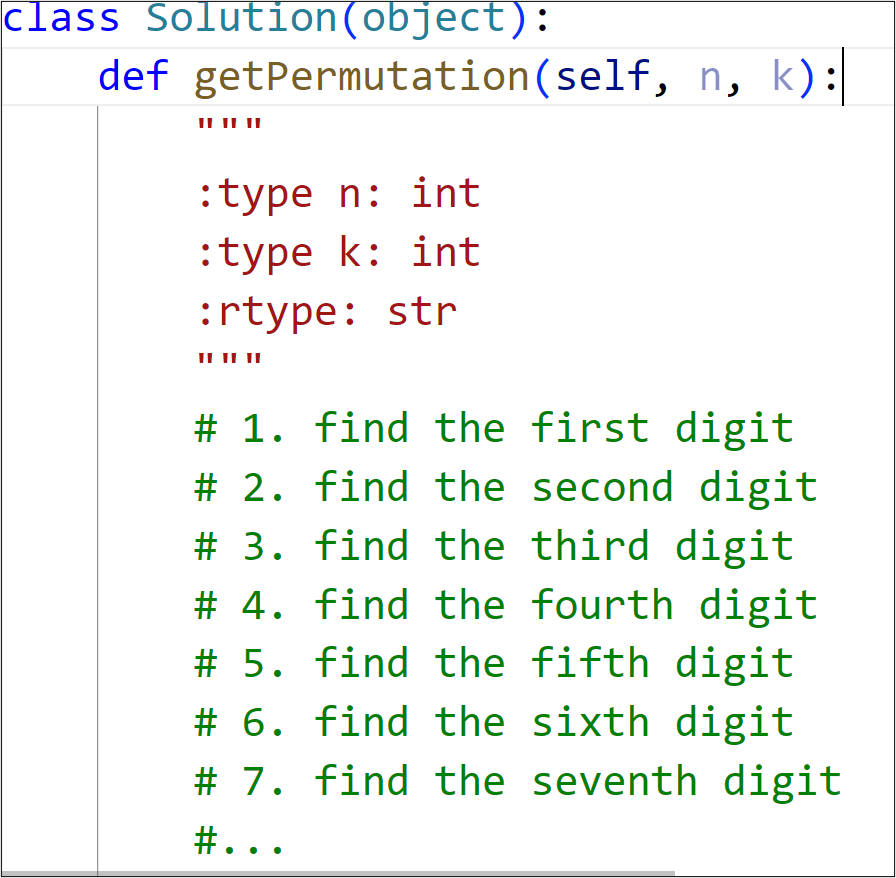 class Solution(object):
def getPermutation(self, n, k):
"""
:type n: int
:type k: int
:rtype: str
"""
# 1. find the first digit
# 2. find the second digit
# 3. find the third digit
# 4. find the fourth digit
# 5. find the fifth digit
# 6. find the sixth digit
# 7. find the seventh digit
#...